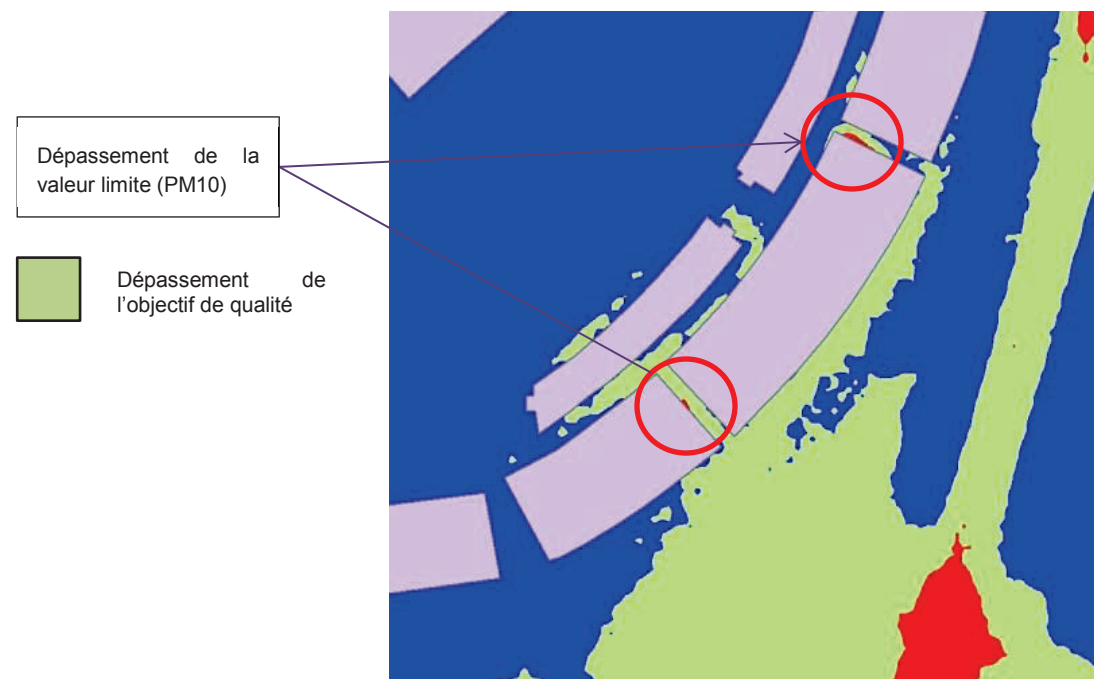 Dépassement de la
valeur limite (PM10)
Dépassement de
l’objectif de qualité